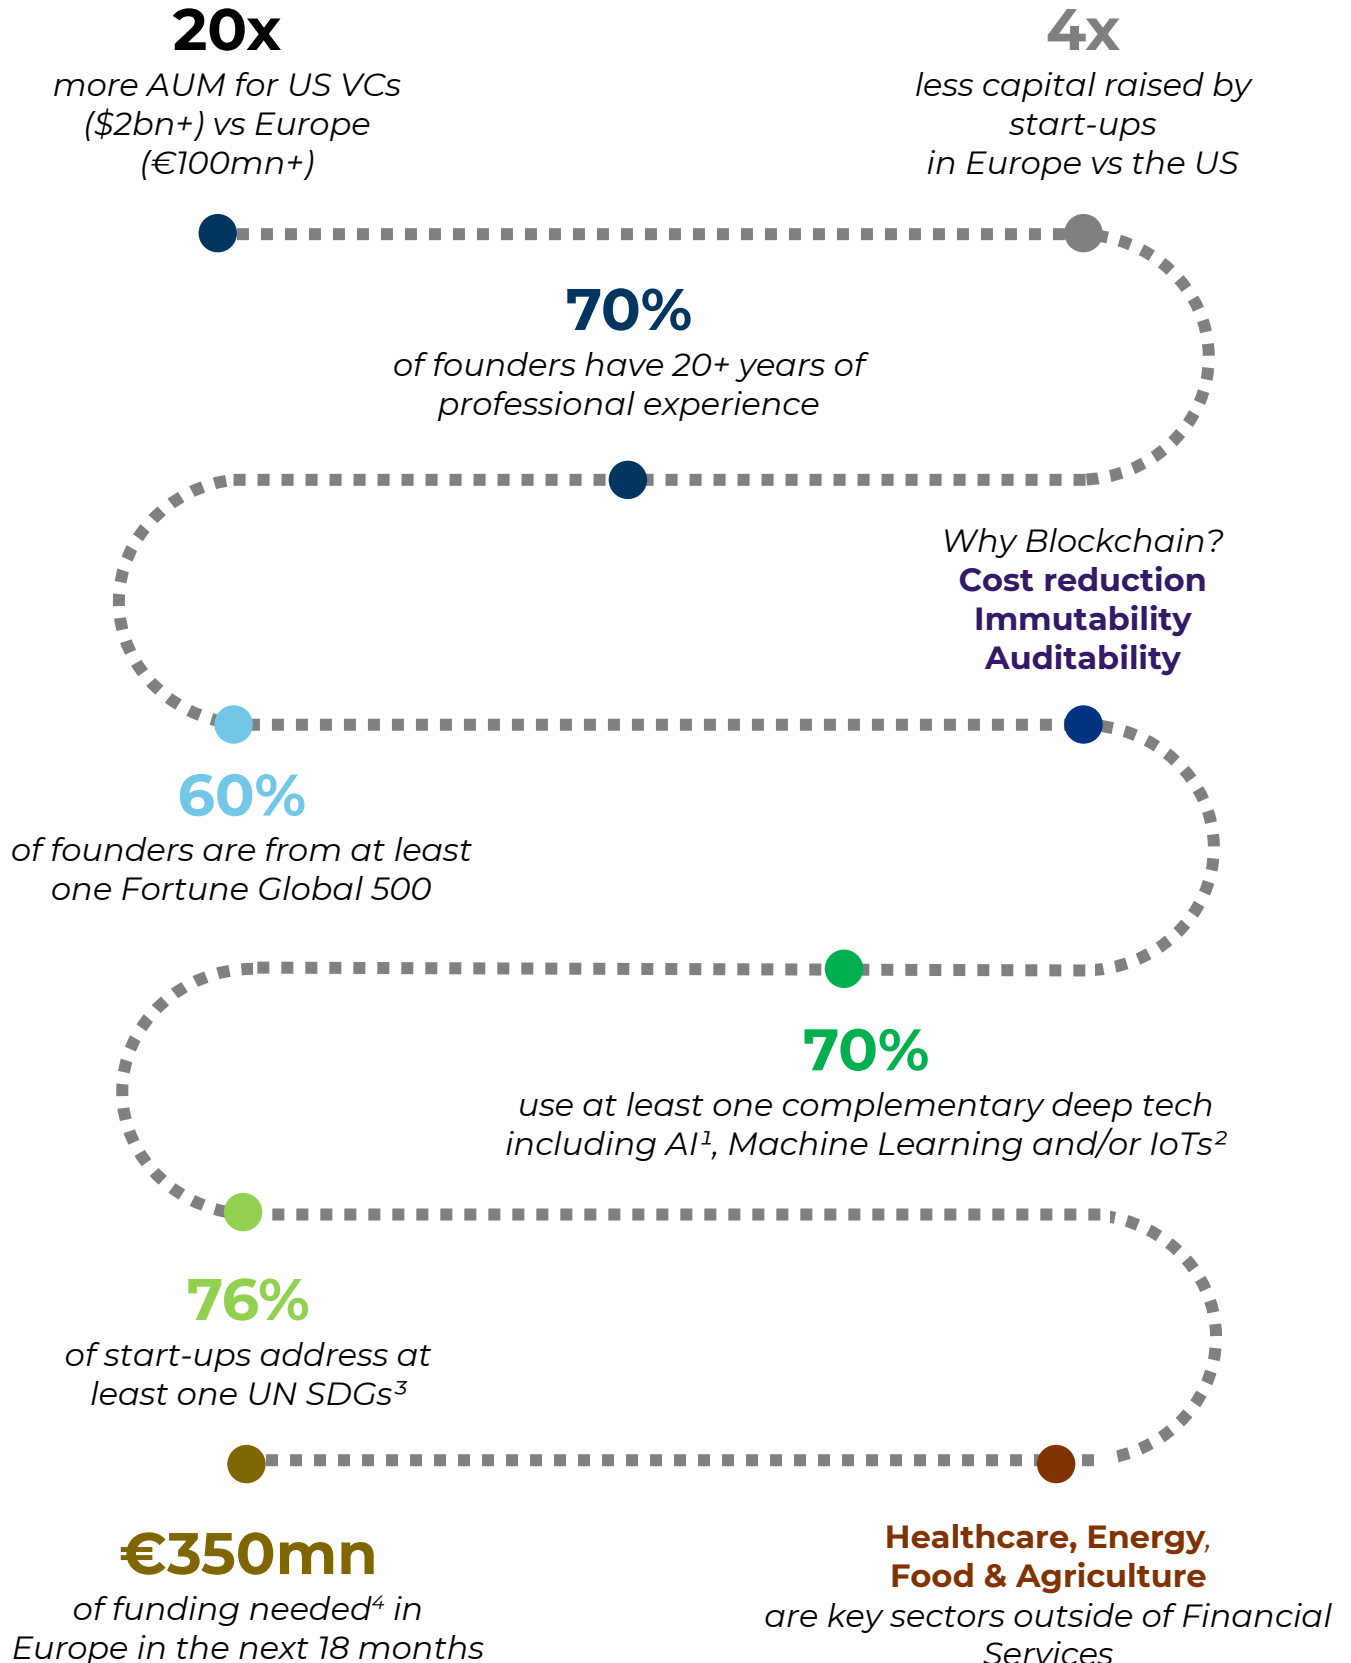 20x
more AUM for US VCs
($2bn+) vs Europe
(€100mn+)
4x
less capital raised by
start-ups
in Europe vs the US
70%
of founders have 20+ years of
professional experience
Why Blockchain?
Cost reduction
Immutability
Auditability
60%
of founders are from at least
one Fortune Global 500
70%
use at least one complementary deep tech
including AI¹, Machine Learning and/or IoTs²
76%
of start-ups address at
least one UN SDGs³
€350mn
of funding needed⁴ in
Europe in the next 18 months
Healthcare, Energy,
Food & Agriculture
are key sectors outside of Financial
Services